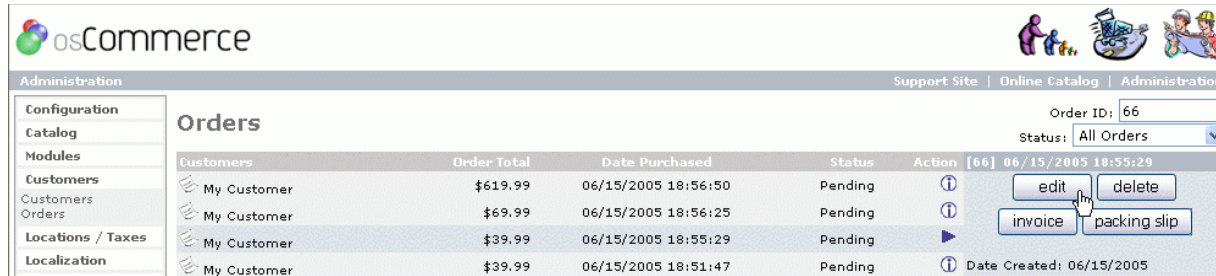 osCommerce
Administration
Support Site | Online Catalog | Administratio
Configuration
Catalog
Modules
Customers
Customers
Orders
Locations / Taxes
Localization
Orders
Order ID: 66
Status: All Orders
Customers Order Total Date Purchased Status Action
My Customer $619.99 06/15/2005 18:56:50 Pending
My Customer $69.99 06/15/2005 18:56:25 Pending
My Customer $39.99 06/15/2005 18:55:29 Pending
My Customer $39.99 06/15/2005 18:51:47 Pending
[66] 06/15/2005 18:55:29
edit delete
invoice packing slip
Date Created: 06/15/2005